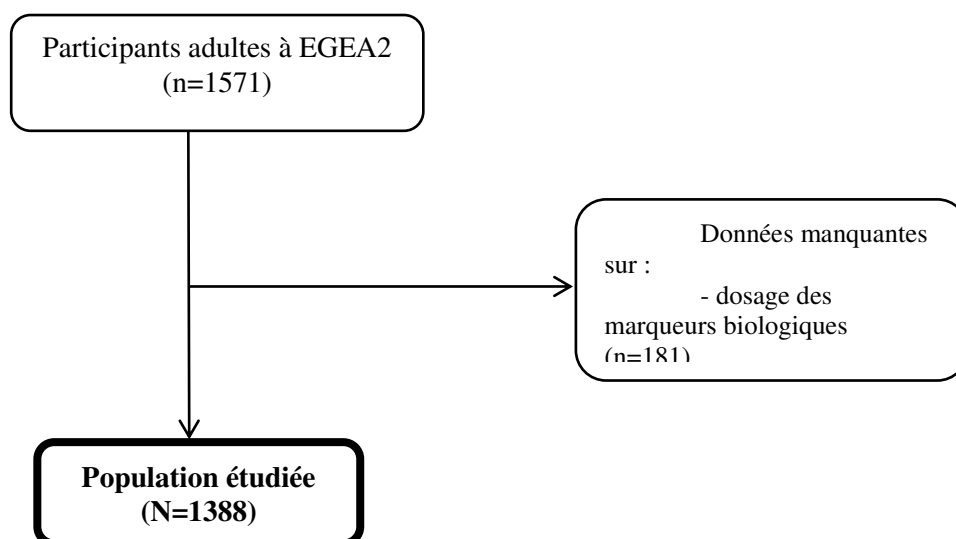 Participants adultes à EGEA2
(n=1571)
Données manquantes
sur :
- dosage des
marqueurs biologiques
(n=181)
Population étudiée
(N=1388)